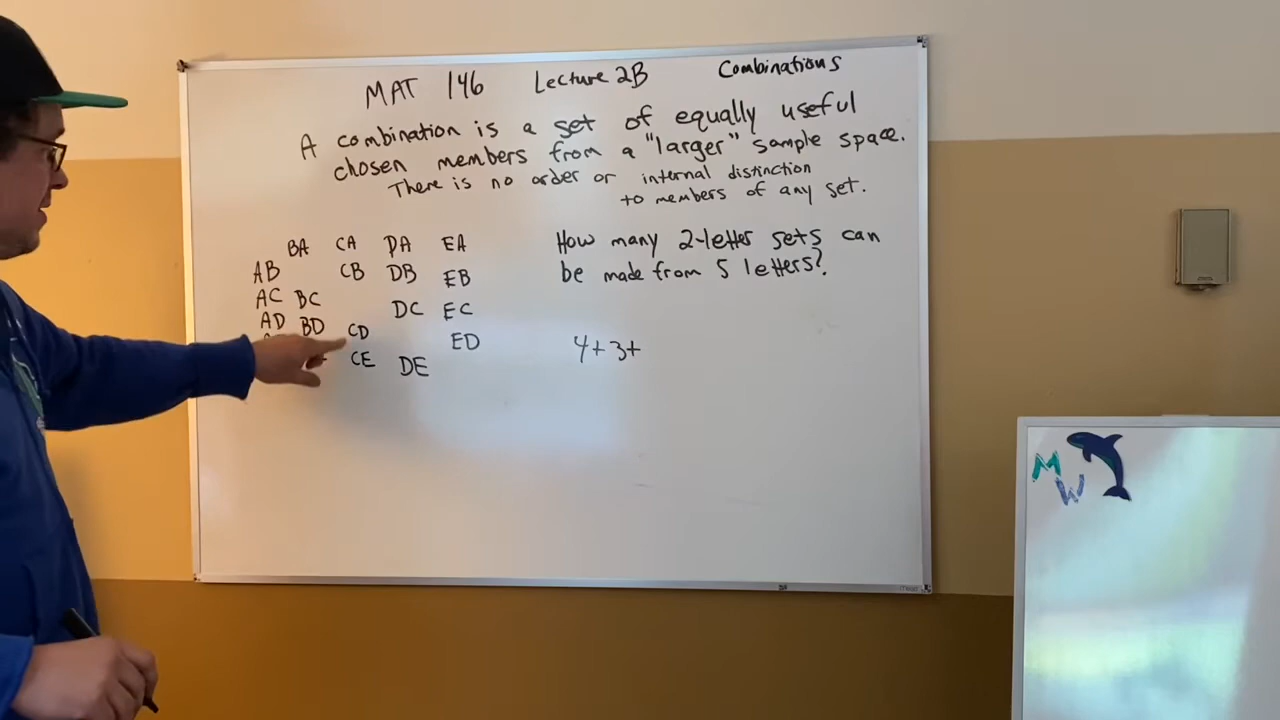 MAT 146 Lecture 2B Combinations
A combination is a set of equally useful
chosen members from a "larger" sample space.
There is no order or internal distinction
to members of any set.
BA CA DA EA
AB CB DB EB
AC BC DC EC
AD BD CD ED
CE DE
How many 2-letter sets can
be made from 5 letters?
4+3+
M
W